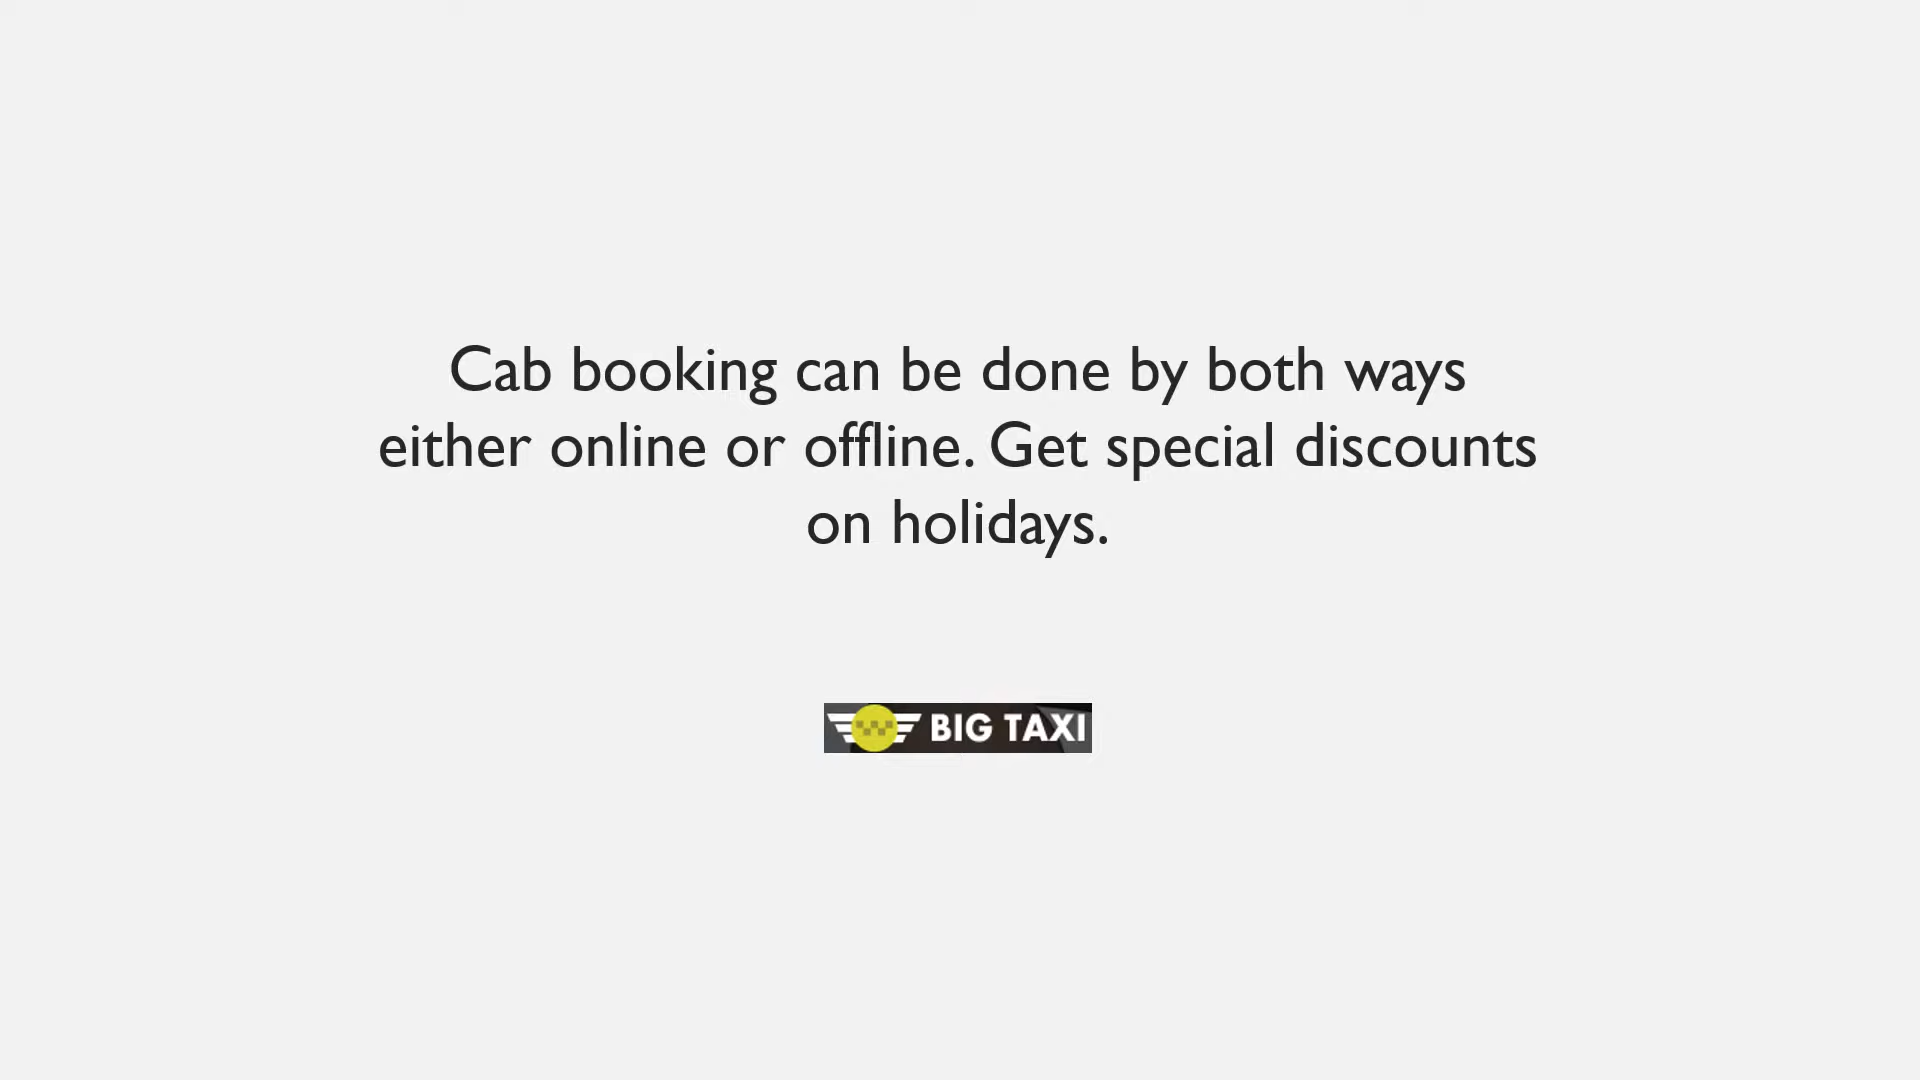 Cab booking can be done by both ways
either online or offline. Get special discounts
on holidays.
BIG TAXI